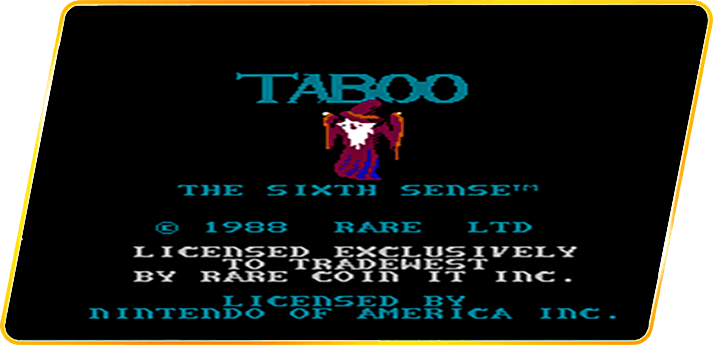 TABOO
THE SIXTH SENSE™
© 1988 RARE LTD
LICENSED EXCLUSIVELY
TO TRADEWEST
BY RARE COIN IT INC.
LICENSED BY
NINTENDO OF AMERICA INC.